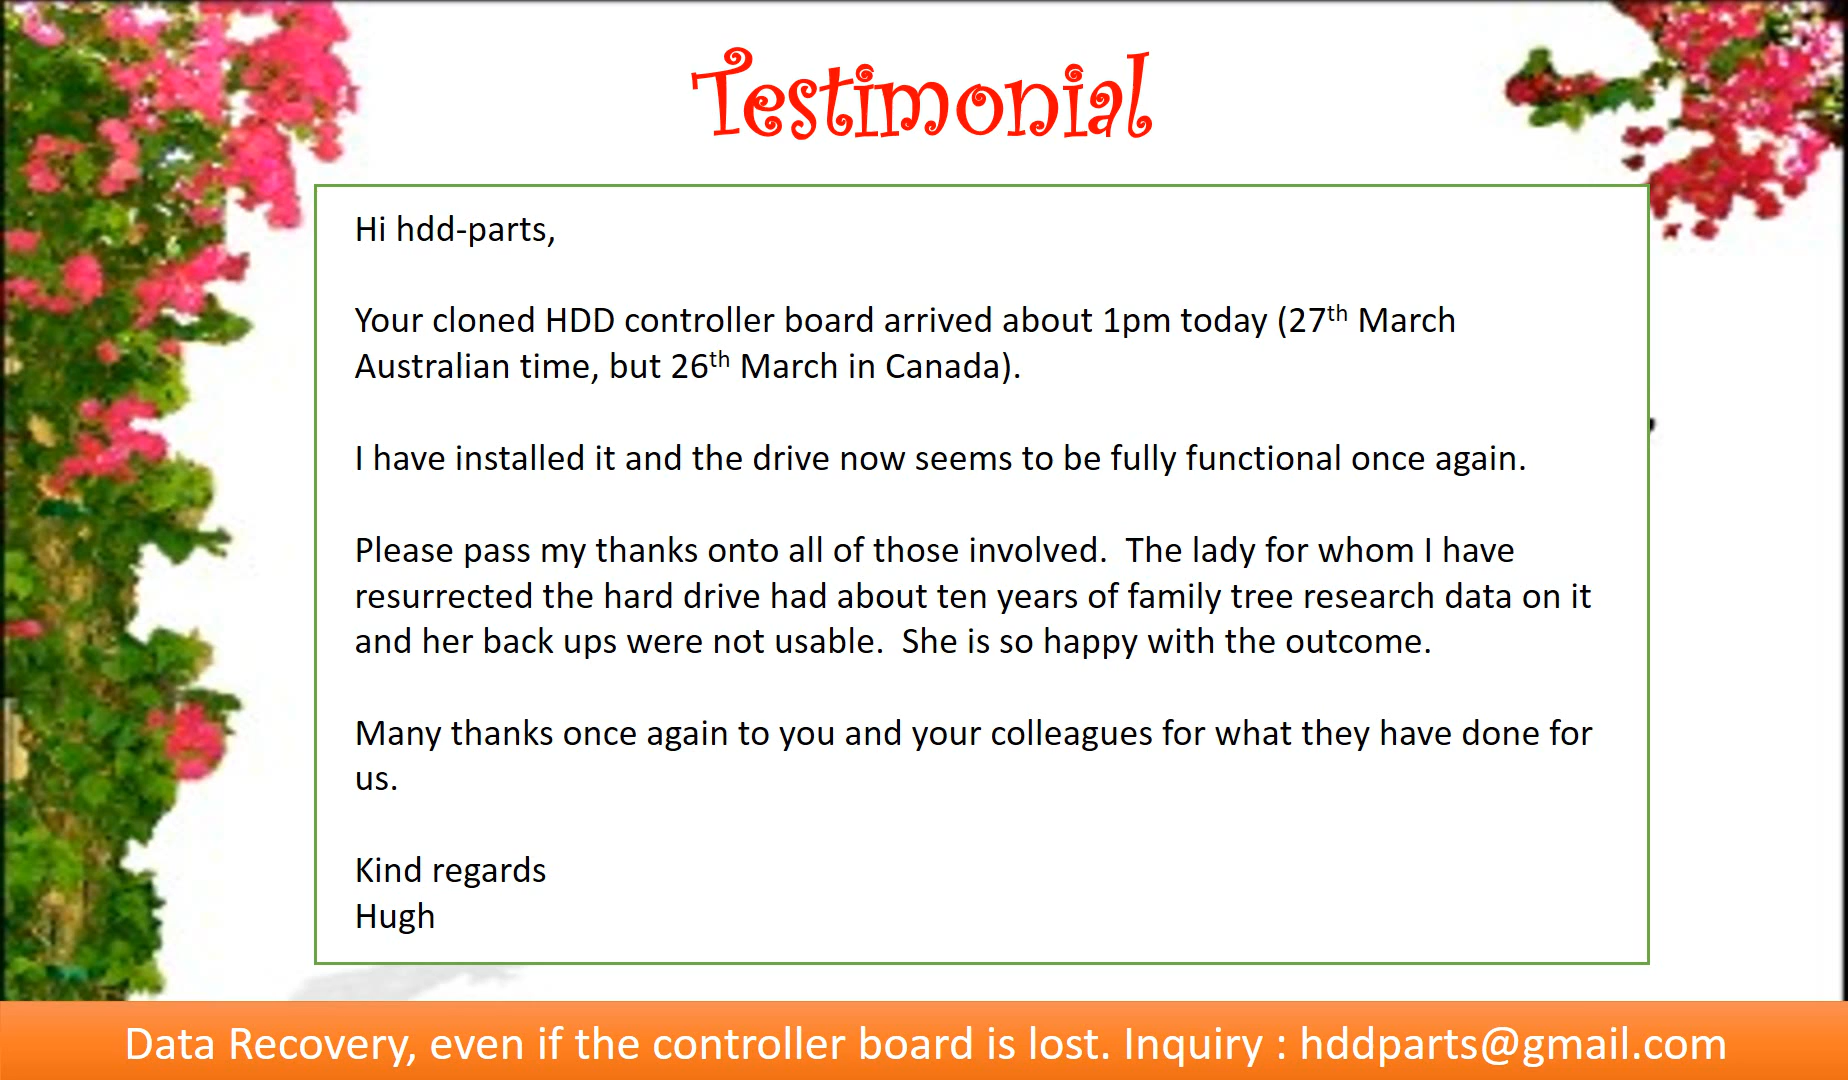 Testimonial
Hi hdd-parts,
Your cloned HDD controller board arrived about 1pm today (27th March
Australian time, but 26th March in Canada).
I have installed it and the drive now seems to be fully functional once again.
Please pass my thanks onto all of those involved.  The lady for whom I have
resurrected the hard drive had about ten years of family tree research data on it
and her back ups were not usable.  She is so happy with the outcome.
Many thanks once again to you and your colleagues for what they have done for
us.
Kind regards
Hugh
Data Recovery, even if the controller board is lost. Inquiry : hddparts@gmail.com